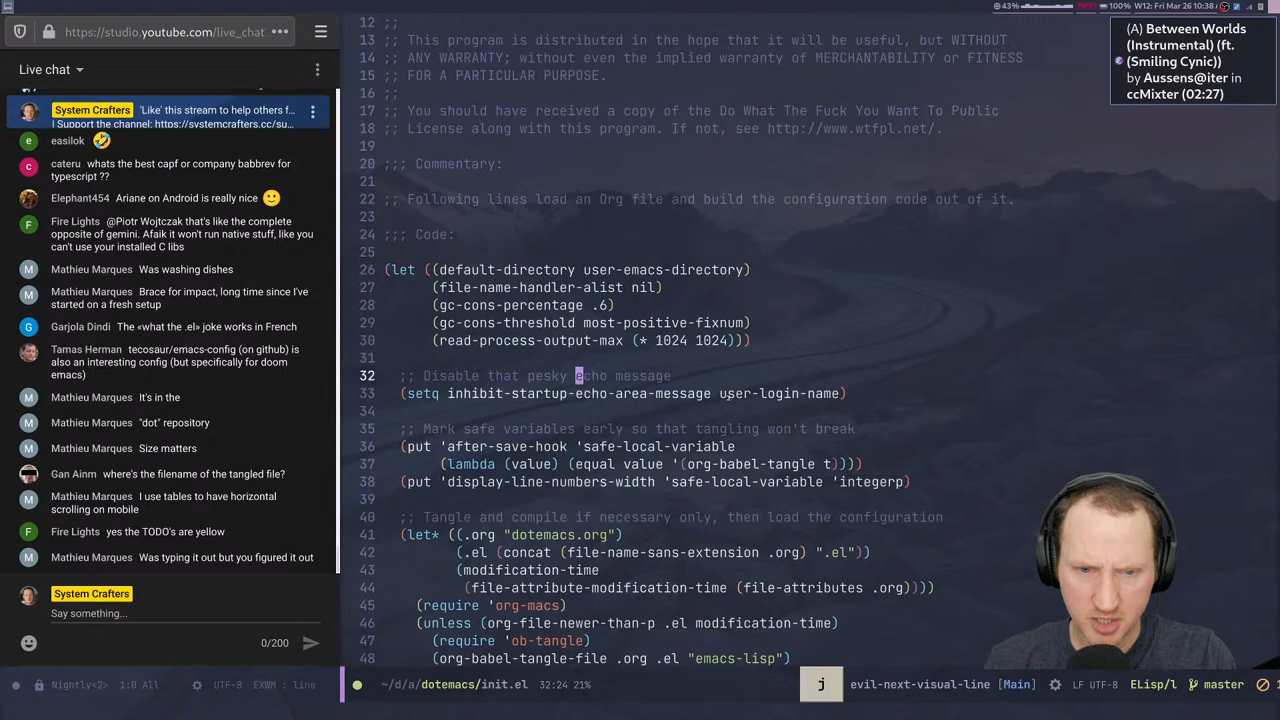 43% 100% W12: Fri Mar 26 10:38
https://studio.youtube.com/live_chat
Live chat
System Crafters 'Like' this stream to help others f...
| Support the channel: https://systemcrafters.cc/su...
easilok 🤣
cateru whats the best capf or company babbrev for
typescript ??
Elephant454 Ariane on Android is really nice 🙂
Fire Lights @Piotr Wojtczak that's like the complete
opposite of gemini. Afaik it won't run native stuff, like you
can't use your installed C libs
Mathieu Marques Was washing dishes
Mathieu Marques Brace for impact, long time since I've
started on a fresh setup
Garjola Dindi The «what the .el» joke works in French
Tamas Herman tecosaur/emacs-config (on github) is
also an interesting config (but specifically for doom
emacs)
Mathieu Marques It's in the
Mathieu Marques "dot" repository
Mathieu Marques Size matters
Gan Ainm where's the filename of the tangled file?
Mathieu Marques I use tables to have horizontal
scrolling on mobile
Fire Lights yes the TODO's are yellow
Mathieu Marques Was typing it out but you figured it out
System Crafters
Say something...
0/200
12 ;;
13 ;; This program is distributed in the hope that it will be useful, but WITHOUT
14 ;; ANY WARRANTY; without even the implied warranty of MERCHANTABILITY or FITNESS
15 ;; FOR A PARTICULAR PURPOSE.
16 ;;
17 ;; You should have received a copy of the Do What The Fuck You Want To Public
18 ;; License along with this program. If not, see http://www.wtfpl.net/.
19
20 ;;; Commentary:
21
22 ;; Following lines load an Org file and build the configuration code out of it.
23
24 ;;; Code:
25
26 (let ((default-directory user-emacs-directory)
27 (file-name-handler-alist nil)
28 (gc-cons-percentage .6)
29 (gc-cons-threshold most-positive-fixnum)
30 (read-process-output-max (* 1024 1024)))
31
32 ;; Disable that pesky echo message
33 (setq inhibit-startup-echo-area-message user-login-name)
34
35 ;; Mark safe variables early so that tangling won't break
36 (put 'after-save-hook 'safe-local-variable
37 (lambda (value) (equal value '(org-babel-tangle t))))
38 (put 'display-line-numbers-width 'safe-local-variable 'integerp)
39
40 ;; Tangle and compile if necessary only, then load the configuration
41 (let* ((.org "dotemacs.org")
42 (.el (concat (file-name-sans-extension .org) ".el"))
43 (modification-time
44 (file-attribute-modification-time (file-attributes .org))))
45 (require 'org-macs)
46 (unless (org-file-newer-than-p .el modification-time)
47 (require 'ob-tangle)
48 (org-babel-tangle-file .org .el "emacs-lisp")
(A) Between Worlds
(Instrumental) (ft.
(Smiling Cynic))
by Aussens@iter in
ccMixter (02:27)
Nightly<2> 1:0 All UTF-8 EXWM : line
~/d/a/dotemacs/init.el 32:24 21% j evil-next-visual-line [Main] LF UTF-8 ELisp/l master 1